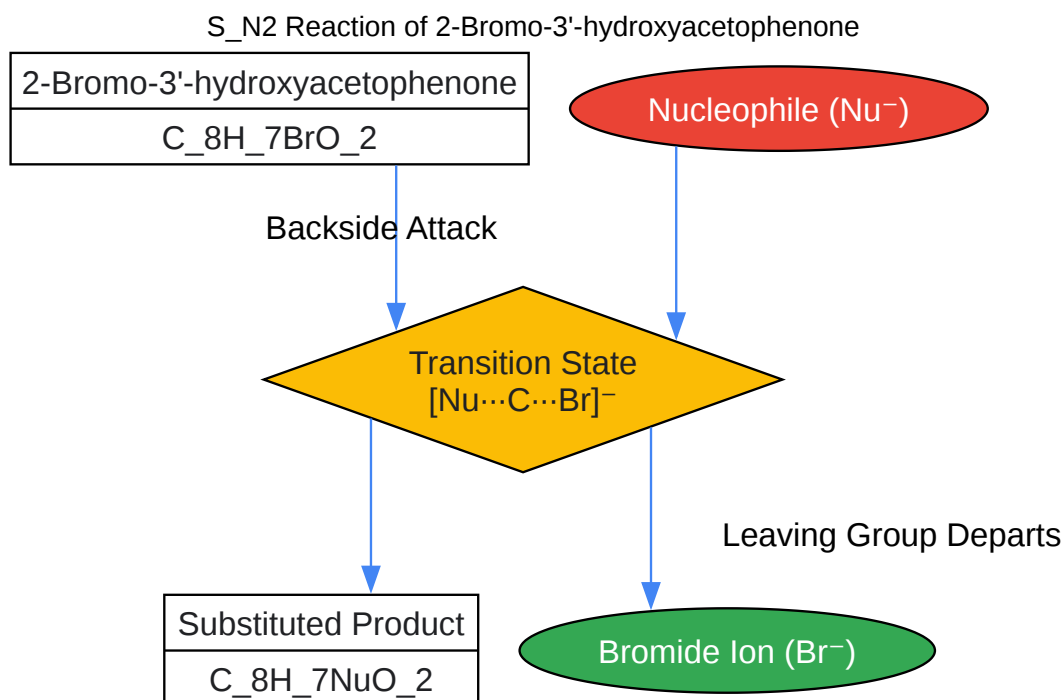 S_N2 Reaction of 2-Bromo-3'-hydroxyacetophenone
2-Bromo-3'-hydroxyacetophenone
C_8H_7BrO_2
Nucleophile (Nu⁻)
Backside Attack
Transition State
[Nu···C···Br]⁻
Leaving Group Departs
Substituted Product
C_8H_7NuO_2
Bromide Ion (Br⁻)